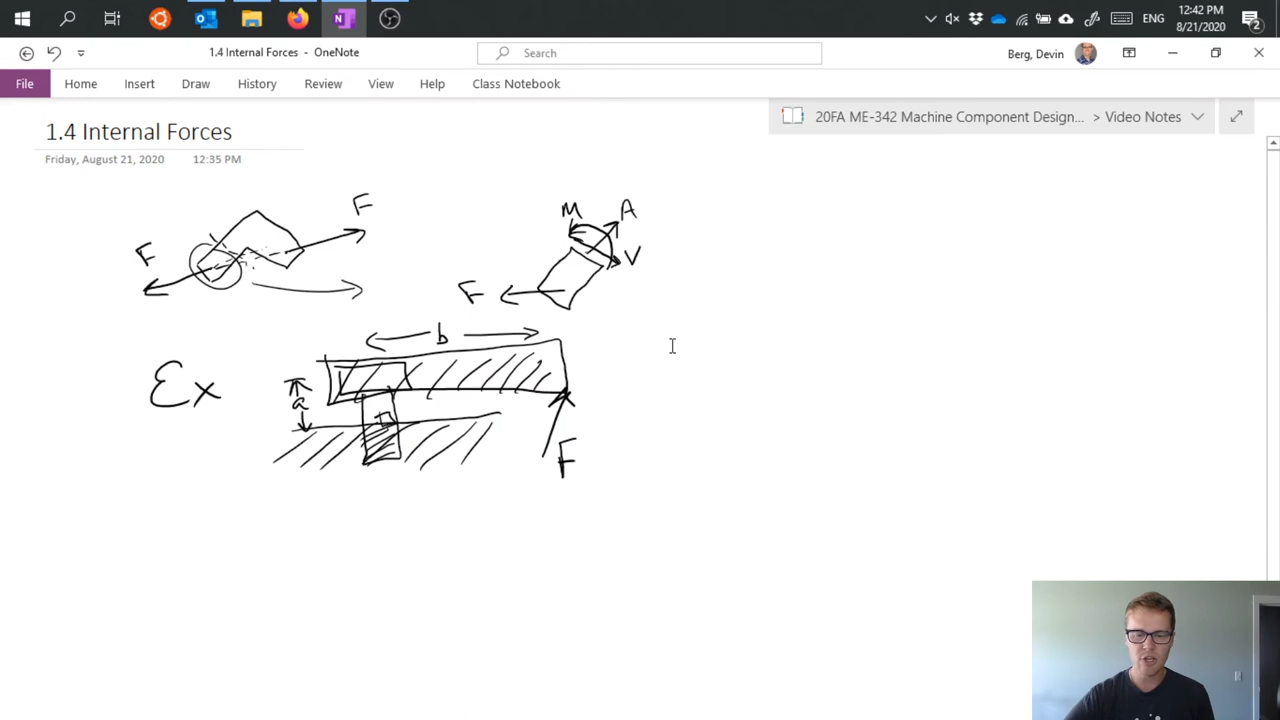 12:42 PM
ENG
8/21/2020
2
1.4 Internal Forces - OneNote
Search
Berg, Devin
File
Home
Insert
Draw
History
Review
View
Help
Class Notebook
20FA ME-342 Machine Component Design... > Video Notes
1.4 Internal Forces
Friday, August 21, 2020 12:35 PM
F
F
M
A
V
F
b
Ex
a
F